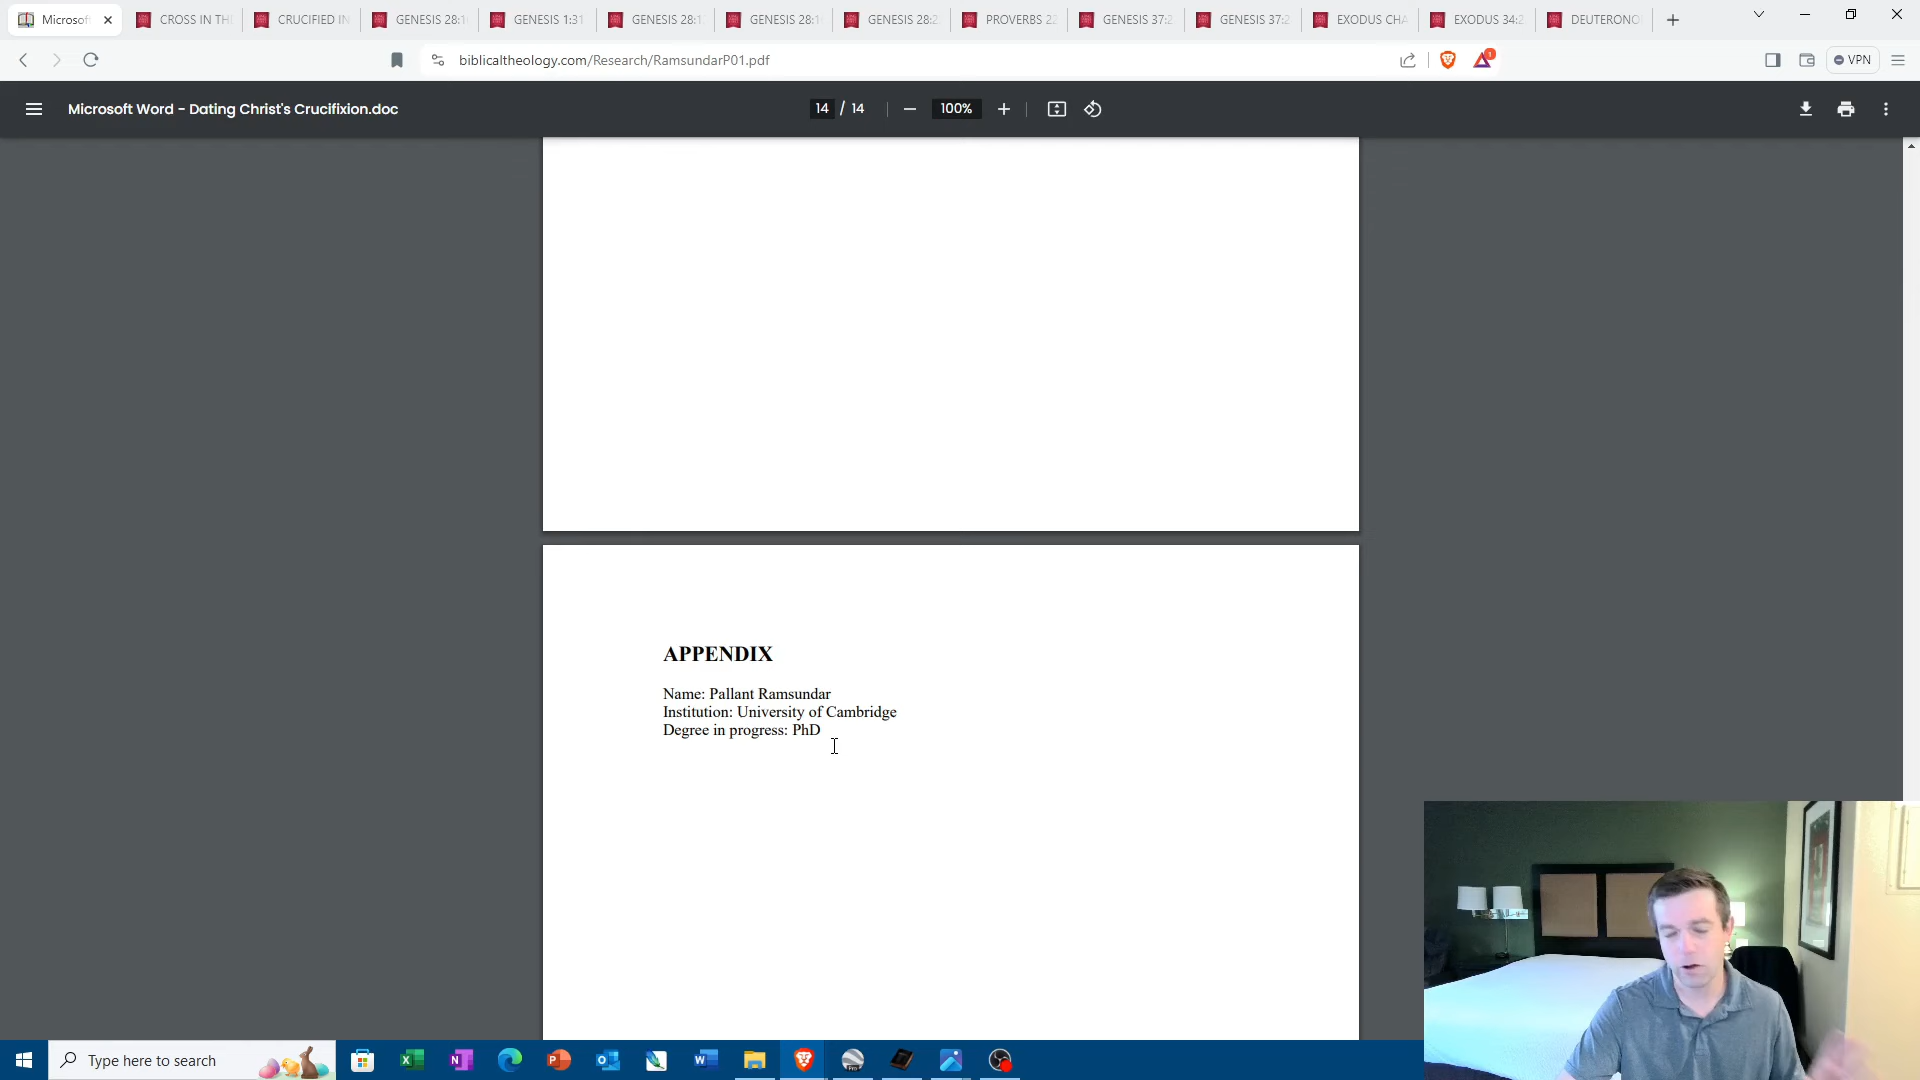 Microsof
CROSS IN TH
CRUCIFIED IN
GENESIS 28:1
GENESIS 1:31
GENESIS 28:1
GENESIS 28:1
GENESIS 28:2
PROVERBS 22
GENESIS 37:2
GENESIS 37:2
EXODUS CHA
EXODUS 34:2
DEUTERONO
biblicaltheology.com/Research/RamsundarP01.pdf
1
VPN
Microsoft Word - Dating Christ's Crucifixion.doc
14 / 14
100%
APPENDIX
Name: Pallant Ramsundar
Institution: University of Cambridge
Degree in progress: PhD
Type here to search